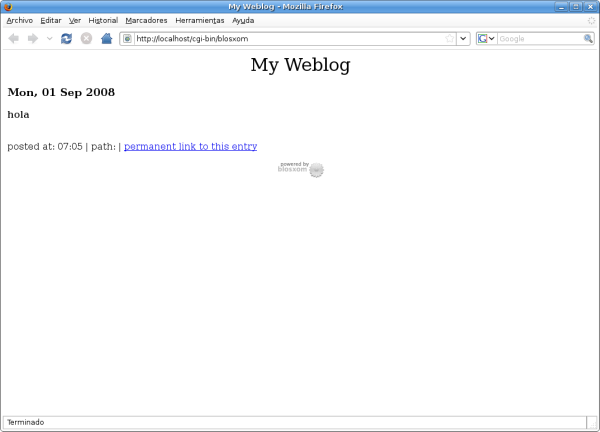 My Weblog - Mozilla Firefox
Archivo Editar Ver Historial Marcadores Herramientas Ayuda
http://localhost/cgi-bin/blosxom Google
My Weblog
Mon, 01 Sep 2008
hola
posted at: 07:05 | path: | permanent link to this entry
powered by
blosxom
Terminado